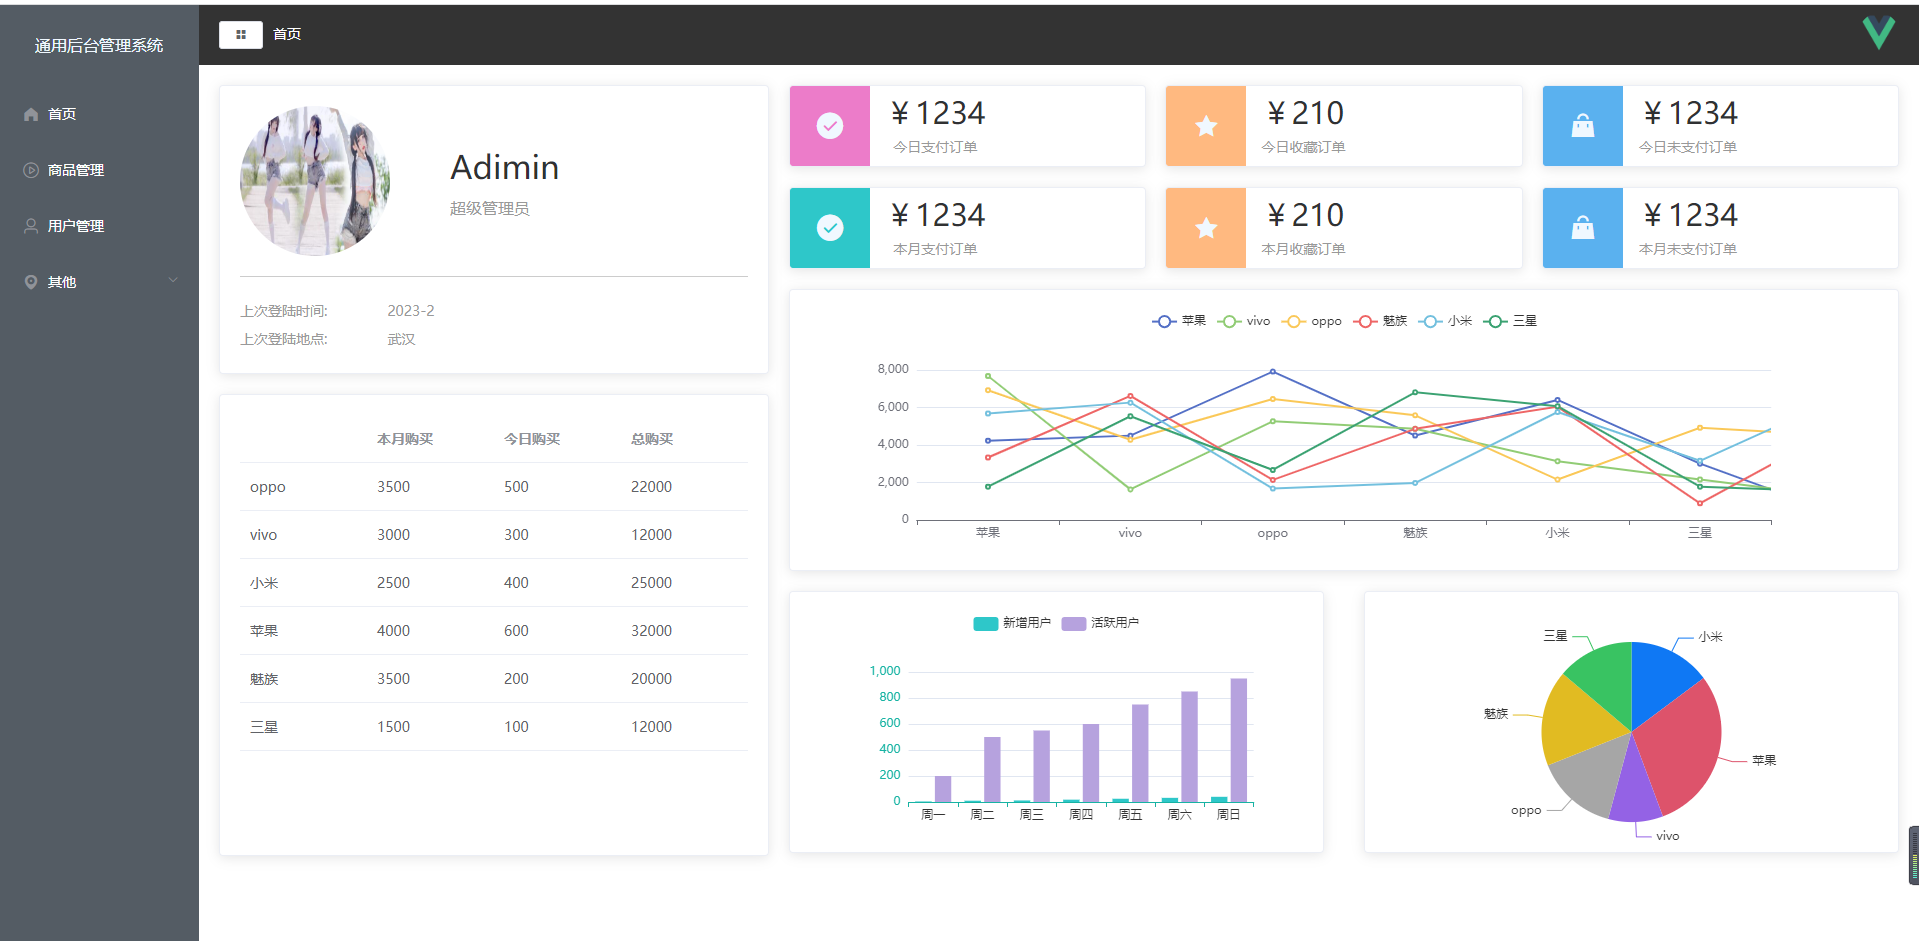 通用后台管理系统
首页
商品管理
用户管理
其他
首页
Adimin
超级管理员
上次登陆时间: 2023-2
上次登陆地点: 武汉
本月购买 今日购买 总购买
oppo 3500 500 22000
vivo 3000 300 12000
小米 2500 400 25000
苹果 4000 600 32000
魅族 3500 200 20000
三星 1500 100 12000
¥ 1234
今日支付订单
¥ 210
今日收藏订单
¥ 1234
今日未支付订单
¥ 1234
本月支付订单
¥ 210
本月收藏订单
¥ 1234
本月未支付订单
苹果 vivo oppo 魅族 小米 三星
8,000
6,000
4,000
2,000
0
苹果 vivo oppo 魅族 小米 三星
新增用户 活跃用户
1,000
800
600
400
200
0
周一 周二 周三 周四 周五 周六 周日
三星 小米
魅族
苹果
oppo
vivo